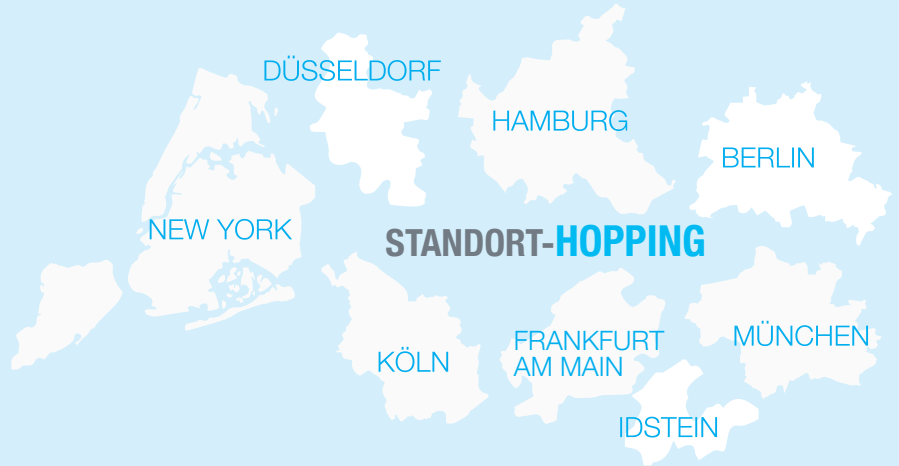 DÜSSELDORF
HAMBURG
BERLIN
NEW YORK
STANDORT-HOPPING
KÖLN
FRANKFURT
AM MAIN
MÜNCHEN
IDSTEIN